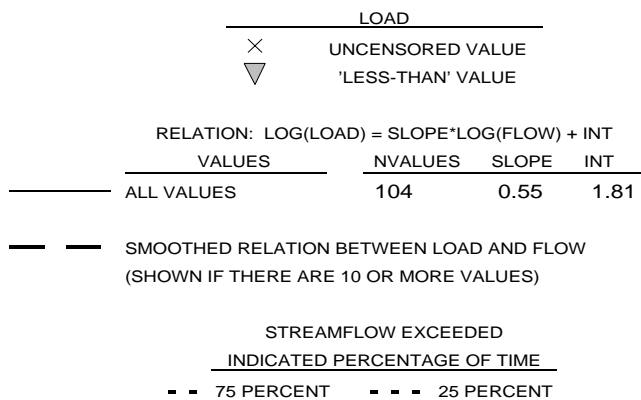 LOAD
UNCENSORED VALUE
'LESS-THAN' VALUE
RELATION: LOG(LOAD) = SLOPE*LOG(FLOW) + INT
VALUES NVALUES SLOPE INT
ALL VALUES 104 0.55 1.81
SMOOTHED RELATION BETWEEN LOAD AND FLOW
(SHOWN IF THERE ARE 10 OR MORE VALUES)
STREAMFLOW EXCEEDED
INDICATED PERCENTAGE OF TIME
75 PERCENT 25 PERCENT